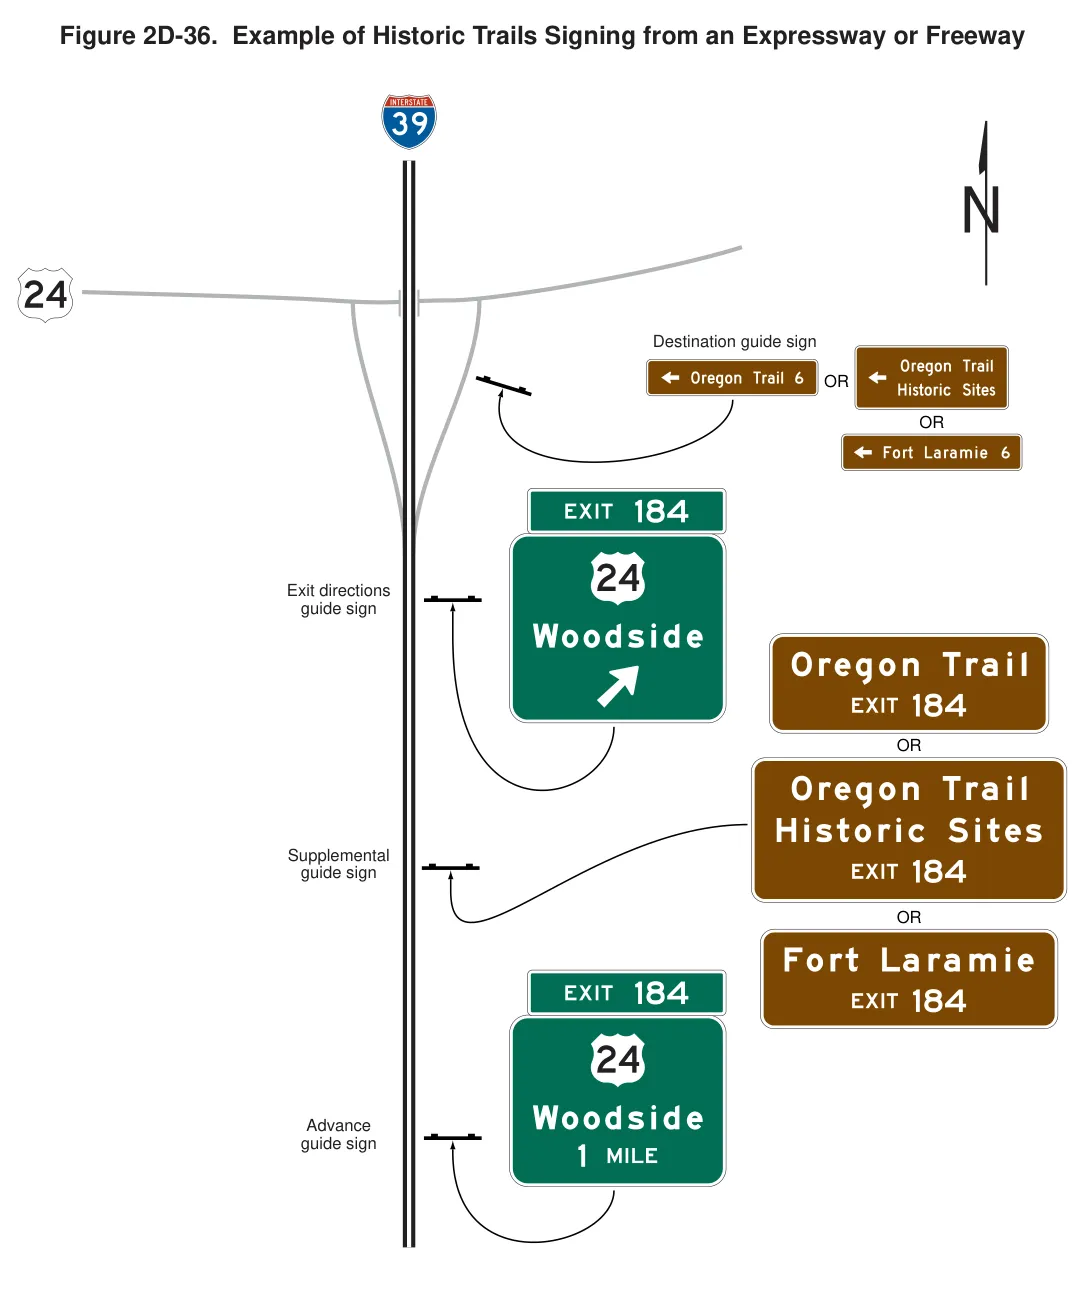 Figure 2D-36.  Example of Historic Trails Signing from an Expressway or Freeway
INTERSTATE
39
N
24
Destination guide sign
Oregon Trail 6
OR
Oregon Trail
Historic Sites
OR
Fort Laramie 6
EXIT 184
24
Woodside
Exit directions
guide sign
Oregon Trail
EXIT 184
OR
Oregon Trail
Historic Sites
EXIT 184
Supplemental
guide sign
OR
Fort Laramie
EXIT 184
EXIT 184
24
Woodside
1 MILE
Advance
guide sign